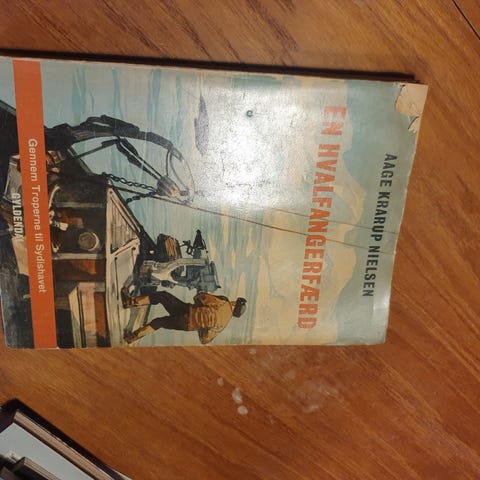 AAGE KRARUP NIELSEN
EN HVALFANGERFÆRD
Gennem Troperne til Sydishavet
GYLDENDAL